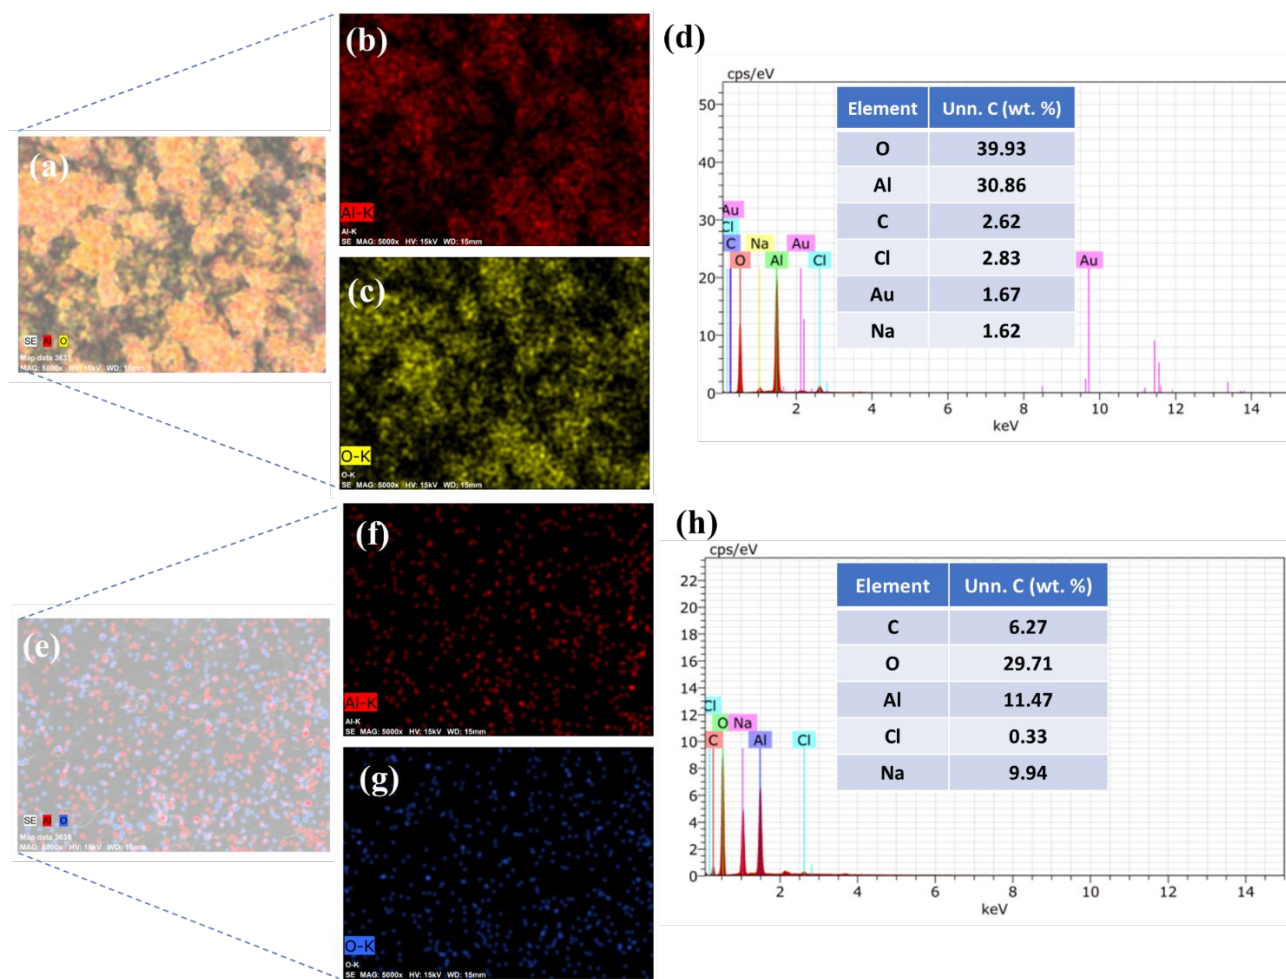 (a)
SE Al O
MAG: 5000x HV: 15kV WD: 15mm
(b)
Al-K
Al-K
SE MAG: 5000x HV: 15kV WD: 15mm
(c)
O-K
O-K
SE MAG: 5000x HV: 15kV WD: 15mm
(d)
cps/eV
Element Unn. C (wt. %)
O 39.93
Al 30.86
C 2.62
Cl 2.83
Au 1.67
Na 1.62
50
40
30
20
10
0
Au
Cl
C Na Au
O Al Cl Au
2 4 6 8 10 12 14
keV
(e)
SE Al O
Map data 3638
MAG: 5000x HV: 15kV WD: 15mm
(f)
Al-K
Al-K
SE MAG: 5000x HV: 15kV WD: 15mm
(g)
O-K
O-K
SE MAG: 5000x HV: 15kV WD: 15mm
(h)
cps/eV
Element Unn. C (wt. %)
C 6.27
O 29.71
Al 11.47
Cl 0.33
Na 9.94
22
20
18
16
14
12
10
8
6
4
2
0
Cl
O Na
C Al Cl
2 4 6 8 10 12 14
keV